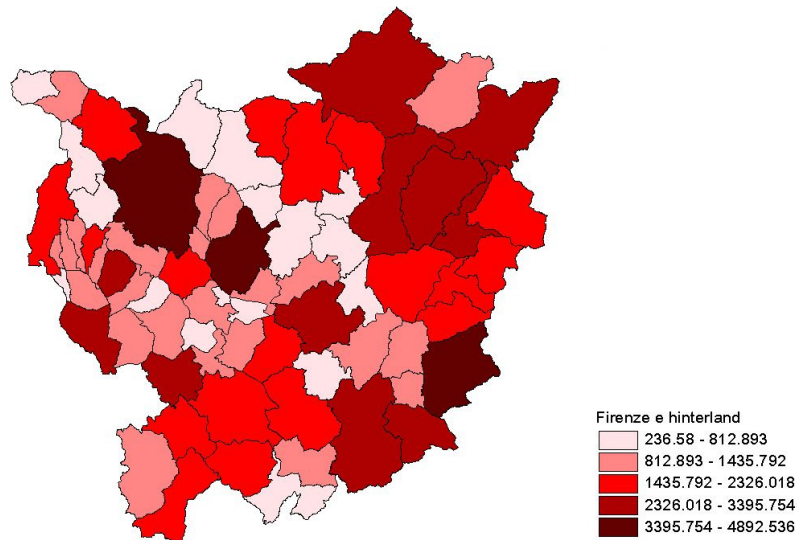 Firenze e hinterland
236.58 - 812.893
812.893 - 1435.792
1435.792 - 2326.018
2326.018 - 3395.754
3395.754 - 4892.536